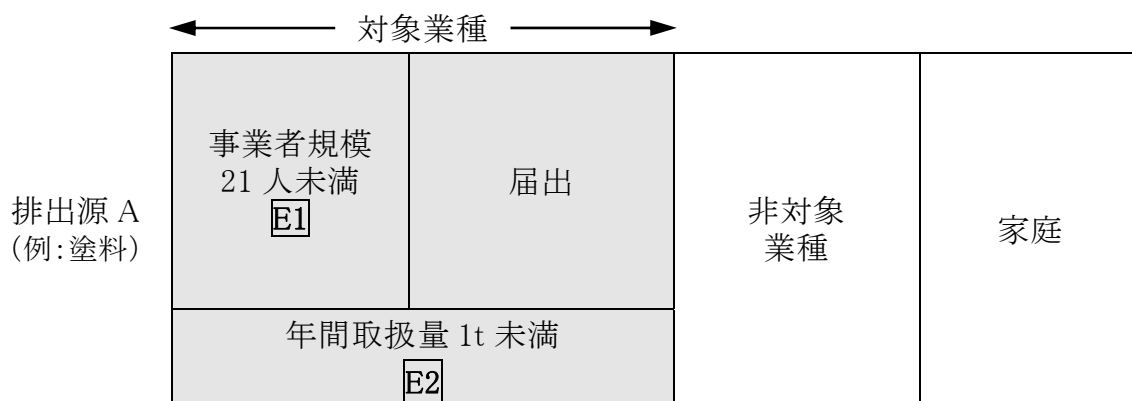 対象業種
事業者規模
21 人未満
E1
届出
排出源 A
(例:塗料)
非対象
業種
家庭
年間取扱量 1t 未満
E2